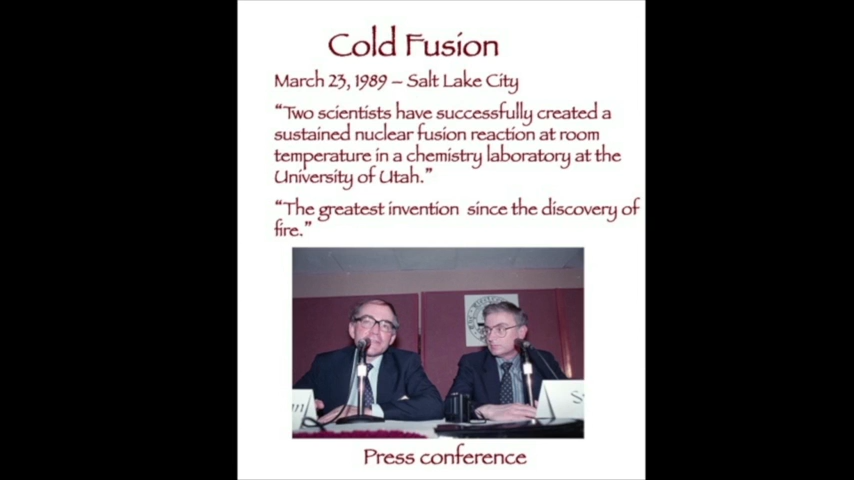 Cold Fusion
March 23, 1989 – Salt Lake City
“Two scientists have successfully created a
sustained nuclear fusion reaction at room
temperature in a chemistry laboratory at the
University of Utah.”
“The greatest invention since the discovery of
fire.”
Press conference